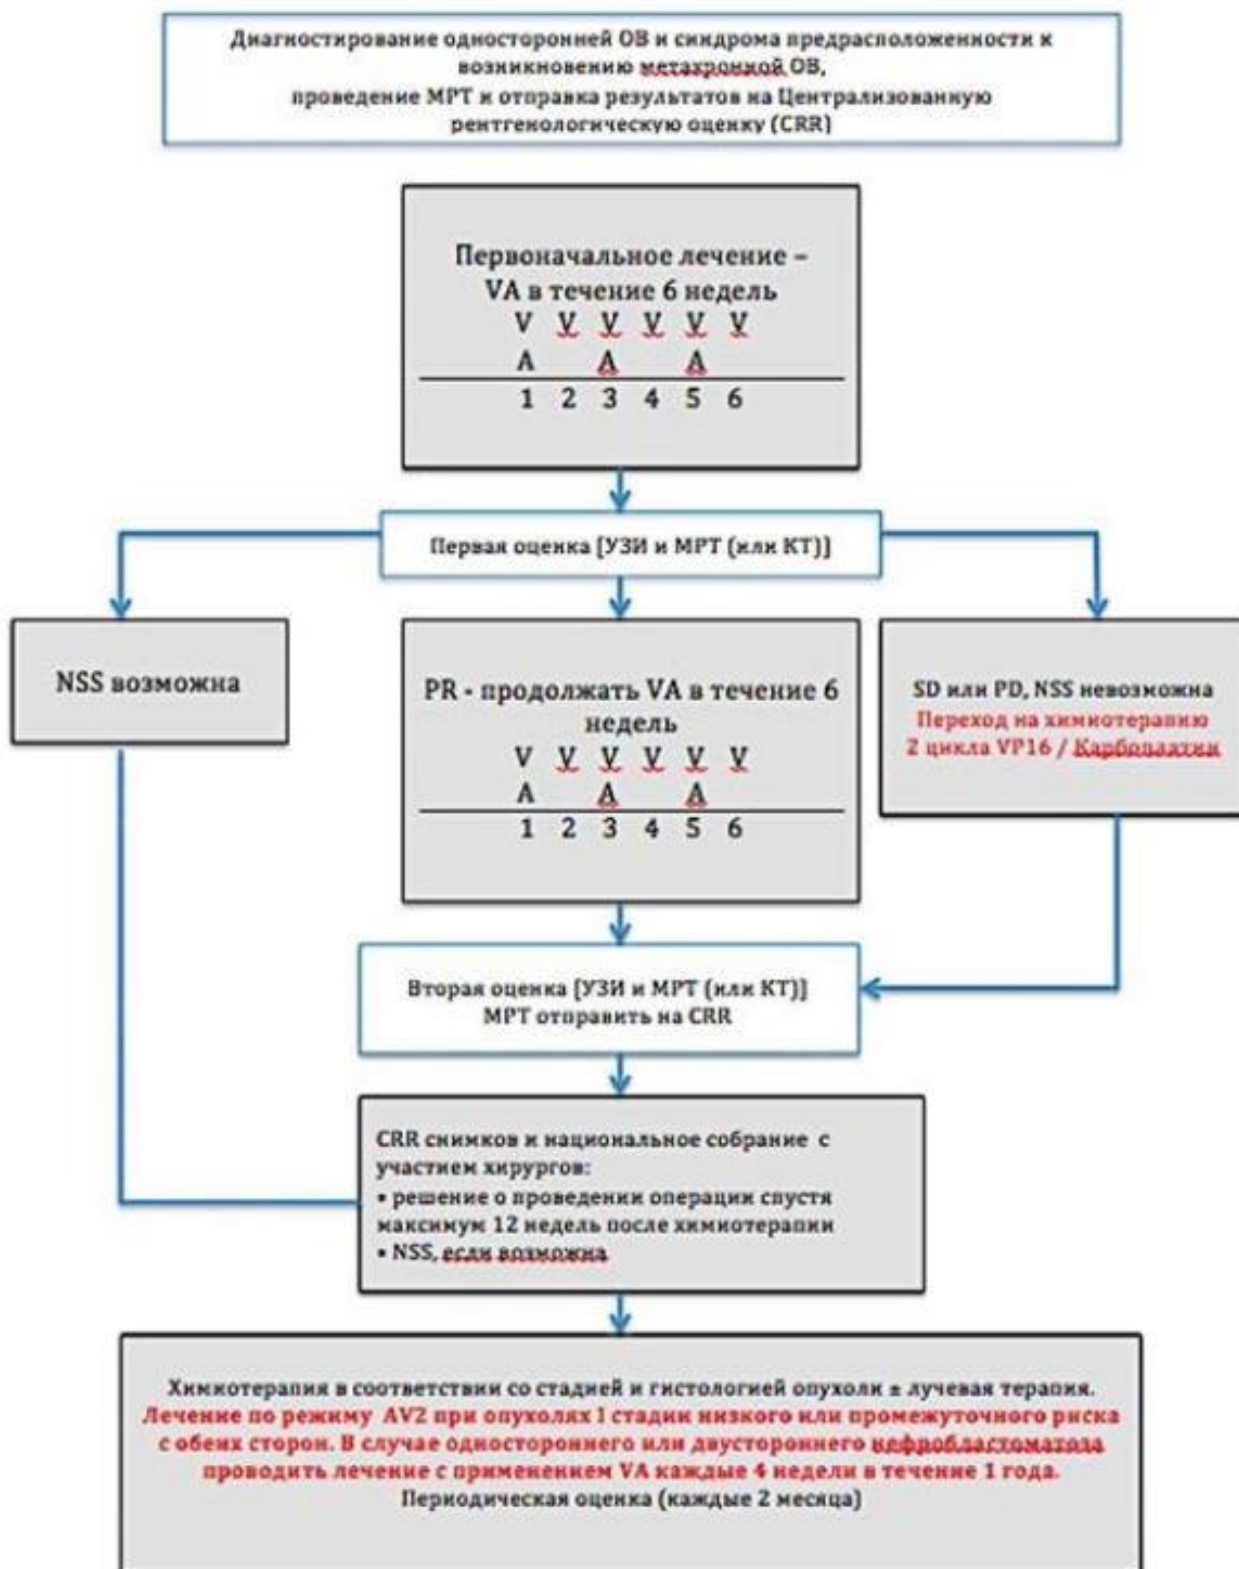 Диагностирование односторонней ОВ и синдрома предрасположенности к
возникновению метахронной ОВ,
проведение МРТ и отправка результатов на Централизованную
рентгенологическую оценку (CRR)
Первоначальное лечение –
VA в течение 6 недель
V V V V V V
A A A
1 2 3 4 5 6
Первая оценка [УЗИ и МРТ (или КТ)]
NSS возможна
PR - продолжать VA в течение 6
недель
V V V V V V
A A A
1 2 3 4 5 6
SD или PD, NSS невозможна
Переход на химиотерапию
2 цикла VP16 / Карбоплатин
Вторая оценка [УЗИ и МРТ (или КТ)]
МРТ отправить на CRR
CRR снимков и национальное собрание с
участием хирургов:
• решение о проведении операции спустя
максимум 12 недель после химиотерапии
• NSS, если возможна
Химиотерапия в соответствии со стадией и гистологией опухоли ± лучевая терапия.
Лечение по режиму AV2 при опухолях I стадии низкого или промежуточного риска
с обеих сторон. В случае одностороннего или двустороннего нефробластоматоза
проводить лечение с применением VA каждые 4 недели в течение 1 года.
Периодическая оценка (каждые 2 месяца)